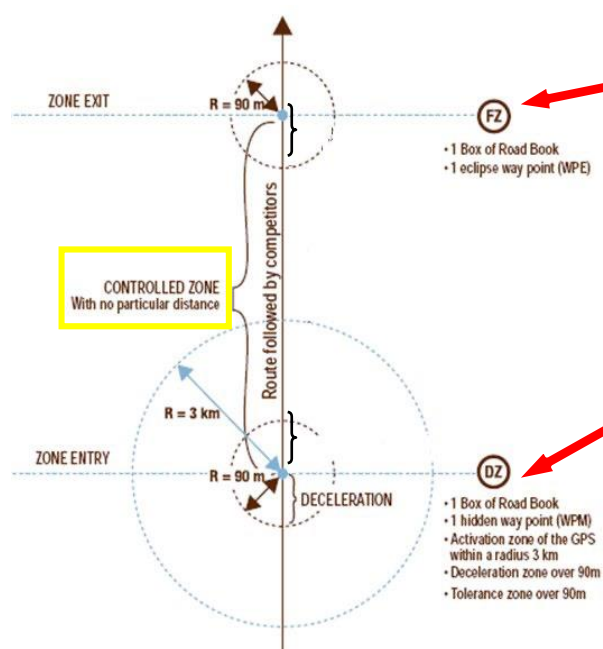 ZONE EXIT
R = 90 m
FZ
• 1 Box of Road Book
• 1 eclipse way point (WPE)
Route followed by competitors
CONTROLLED ZONE
With no particular distance
R = 3 km
ZONE ENTRY
R = 90 m
DZ
DECELERATION
• 1 Box of Road Book
• 1 hidden way point (WPM)
• Activation zone of the GPS
within a radius 3 km
• Deceleration zone over 90m
• Tolerance zone over 90m